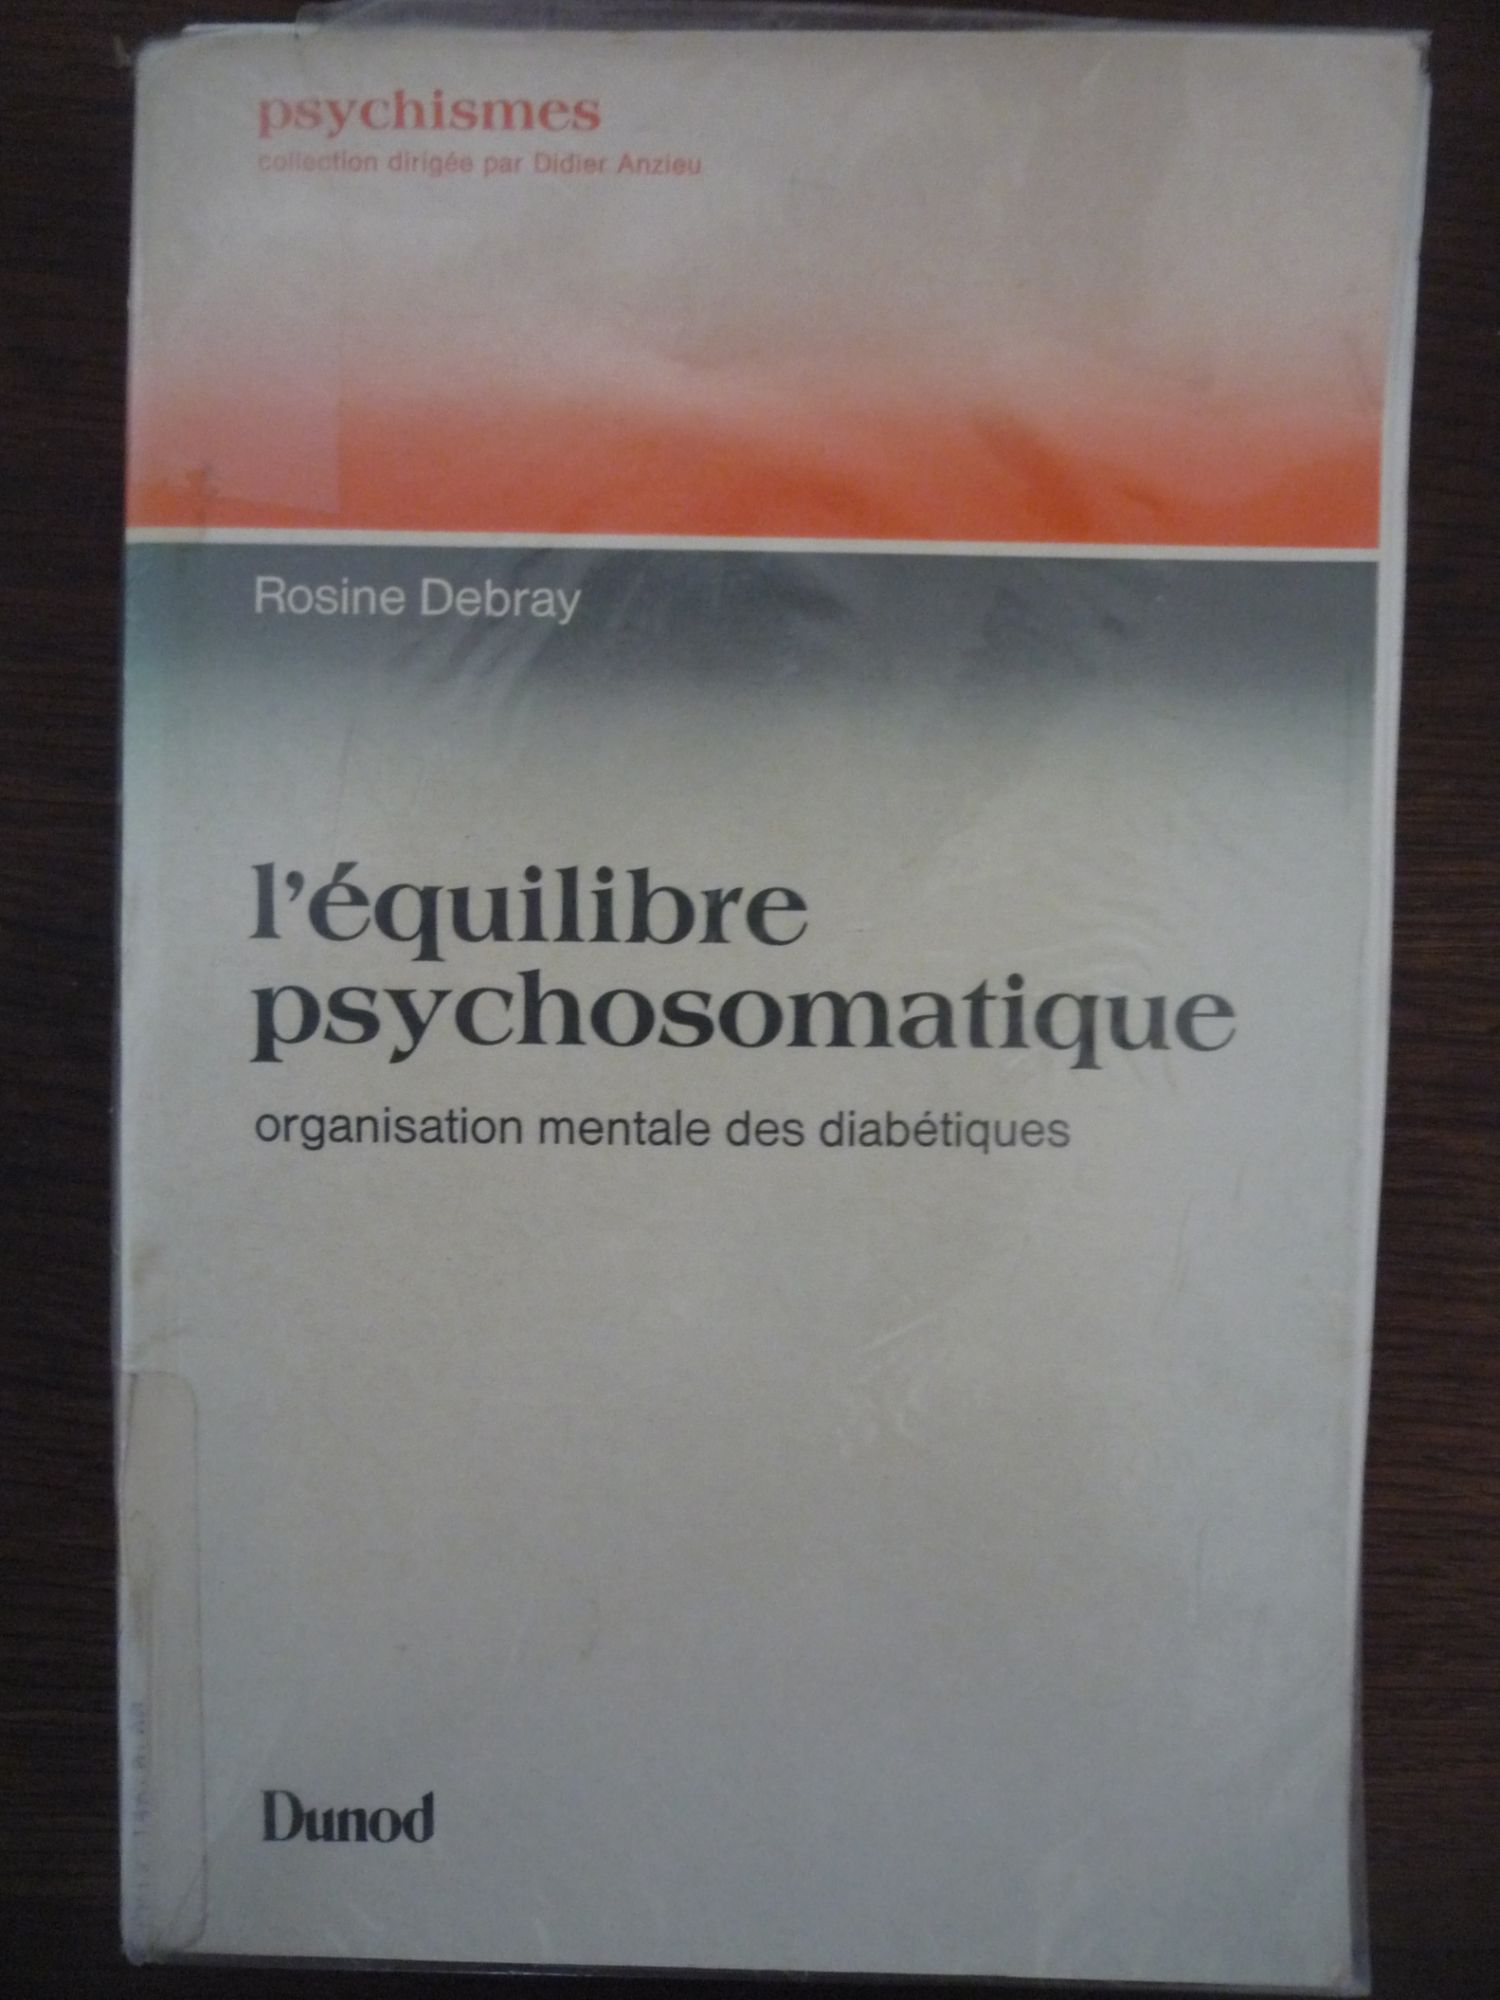 psychismes
collection dirigée par Didier Anzieu
Rosine Debray
l'équilibre
psychosomatique
organisation mentale des diabétiques
Dunod